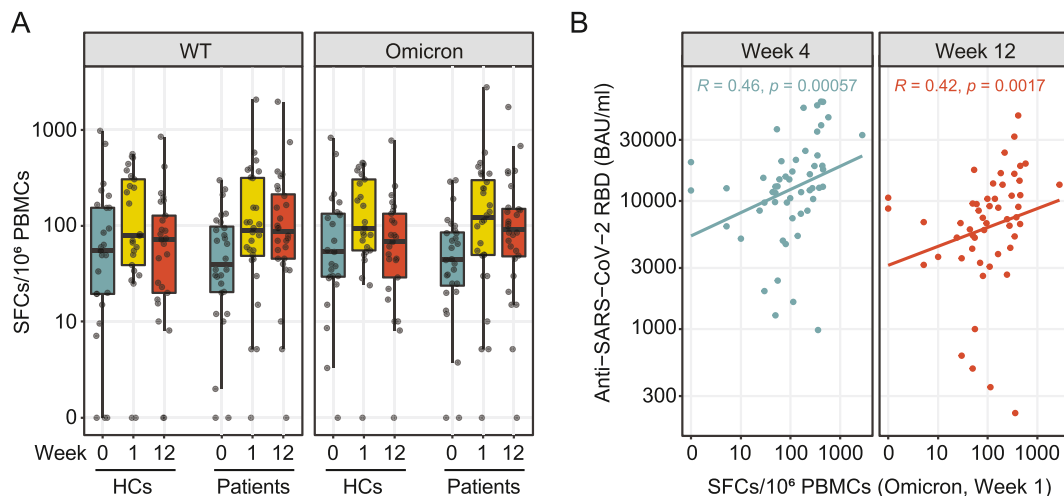 A
WT
Omicron
SFCs/10⁶ PBMCs
1000
100
10
0
Week 0 1 12 0 1 12 0 1 12 0 1 12
HCs Patients HCs Patients
B
Week 4
Week 12
R = 0.46, p = 0.00057
R = 0.42, p = 0.0017
Anti-SARS-CoV-2 RBD (BAU/ml)
30000
10000
3000
1000
300
0 10 100 1000 0 10 100 1000
SFCs/10⁶ PBMCs (Omicron, Week 1)